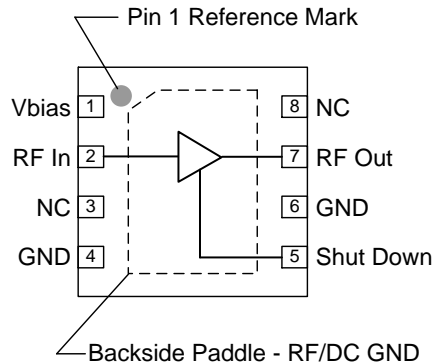 Pin 1 Reference Mark
Vbias 1
8 NC
RF In 2
7 RF Out
NC 3
6 GND
GND 4
5 Shut Down
Backside Paddle - RF/DC GND